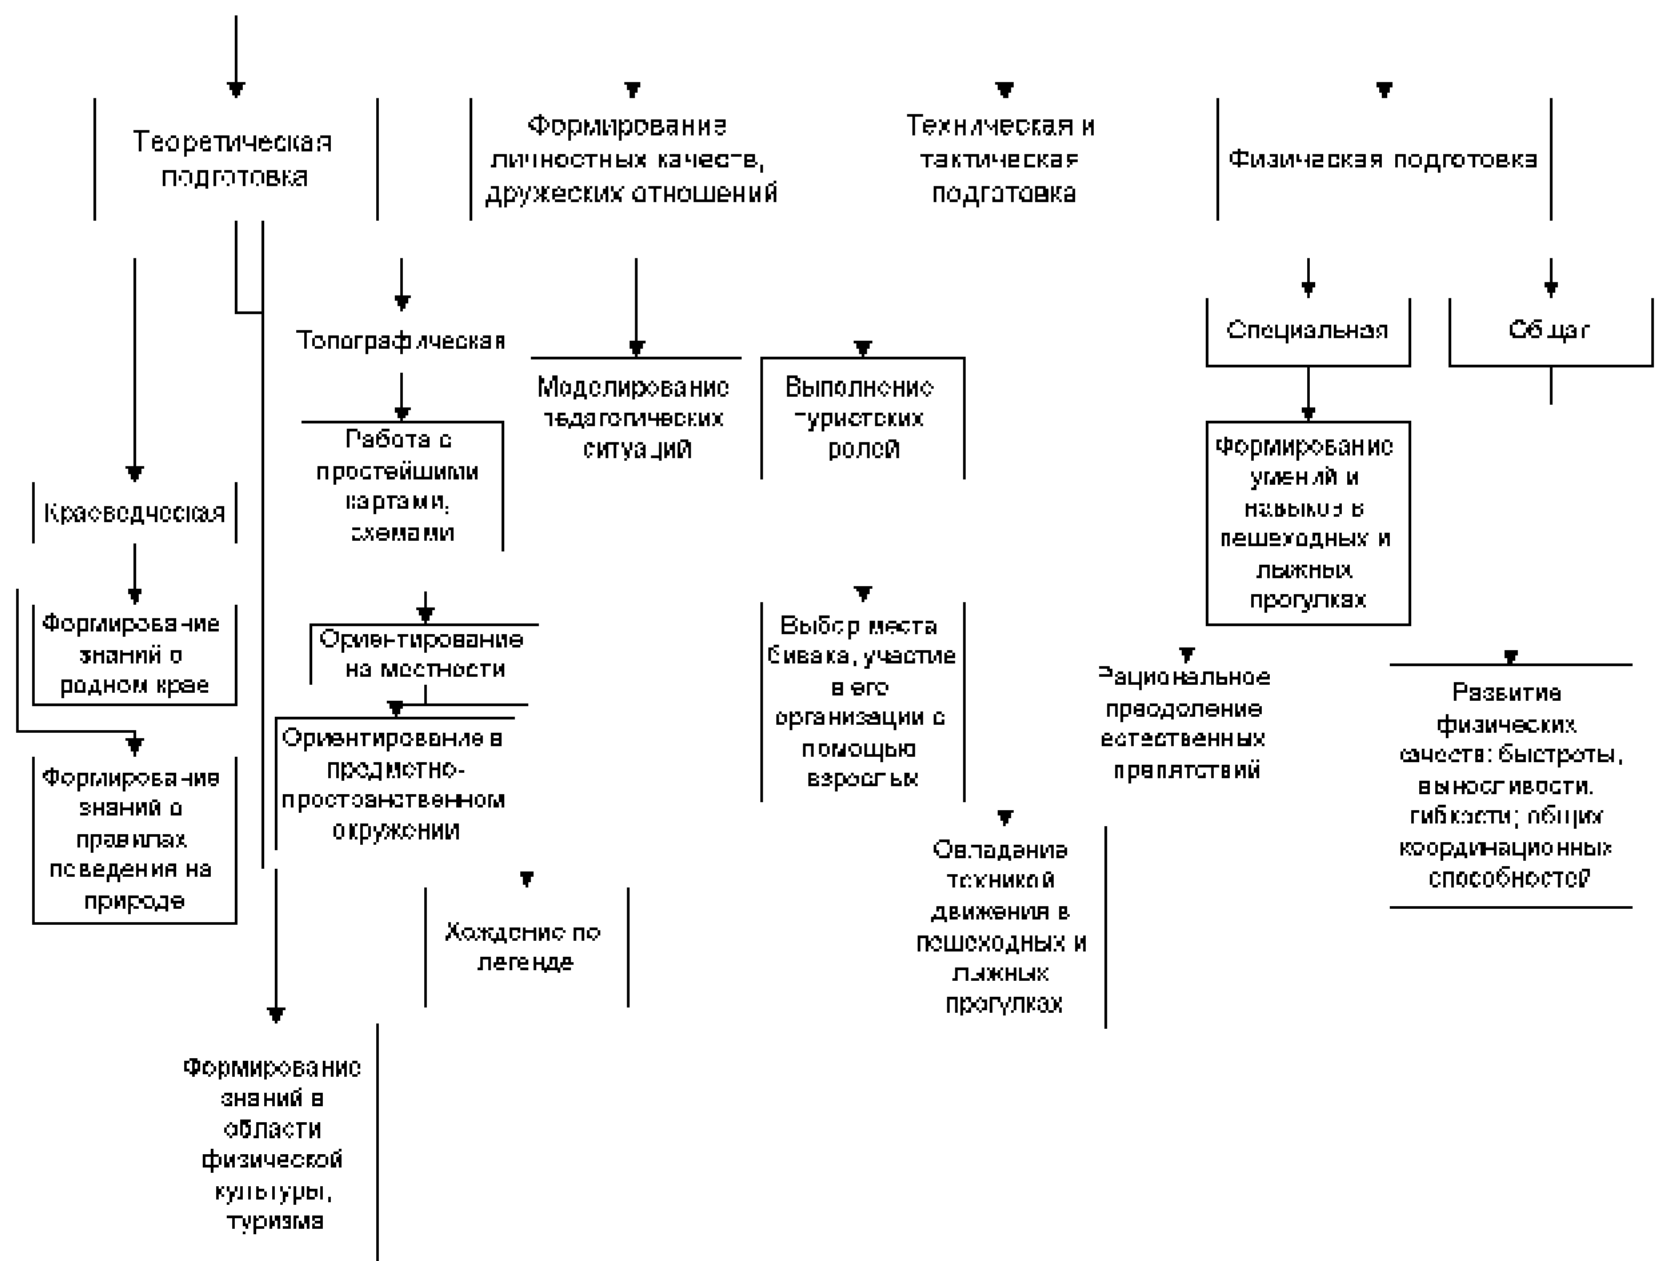 Теоретическая
подготовка
Формирование
личностных качеств,
дружеских отношений
Техническая и
тактическая
подготовка
Физическая подготовка
Топографическая
Специальная
Общая
Моделирование
педагогических
ситуаций
Выполнение
туристских
ролей
Работа с
простейшими
картами,
схемами
Формирование
умений и
навыков в
пешеходных и
лыжных
прогулках
Краеведческая
Формирование
знаний о
родном крае
Ориентирование
на местности
Выбор места
бивака, участие
в его
организации с
помощью
взрослых
Рациональное
преодоление
естественных
препятствий
Развитие
физических
качеств: быстроты,
выносливости,
гибкости; общих
координационных
способностей
Ориентирование в
предметно-
пространственном
окружении
Формирование
знаний о
правилах
поведения на
природе
Овладение
техникой
движения в
пешеходных и
лыжных
прогулках
Хождение по
легенде
Формирование
знаний в
области
физической
культуры,
туризма